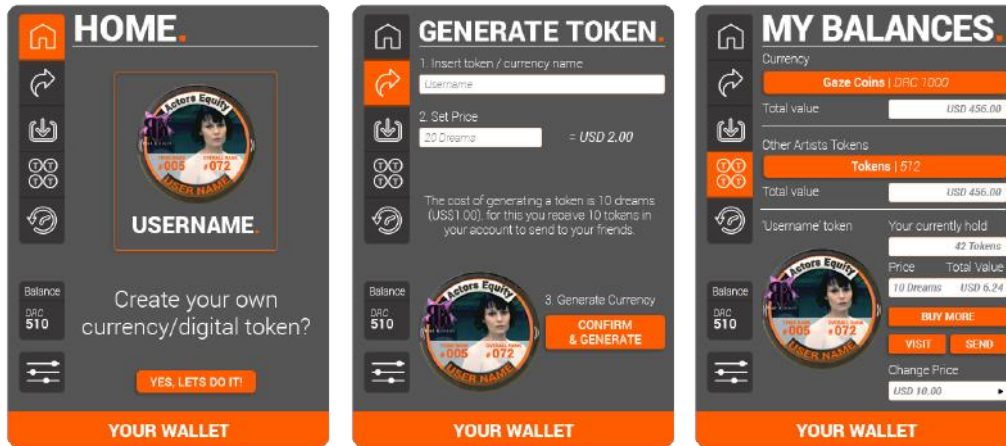 HOME.
Actors Equity
#005 #072
USER NAME
USERNAME.
Balance
DRC
510
Create your own
currency/digital token?
YES, LETS DO IT!
YOUR WALLET
GENERATE TOKEN.
1. Insert token / currency name
Username
2. Set Price
20 Dreams = USD 2.00
The cost of generating a token is 10 dreams
(US$1.00), for this you receive 10 tokens in
your account to send to your friends.
Balance
DRC
510
Actors Equity
#005 #072
USER NAME
3. Generate Currency
CONFIRM
& GENERATE
YOUR WALLET
MY BALANCES.
Currency
Gaze Coins | DRC 1000
Total value USD 456.00
Other Artists Tokens
Tokens | 512
Total value USD 456.00
'Username' token
Your currently hold
42 Tokens
Price Total Value
10 Dreams USD 6.24
BUY MORE
VISIT SEND
Change Price
USD 10.00
Balance
DRC
510
Actors Equity
#005 #072
USER NAME
YOUR WALLET